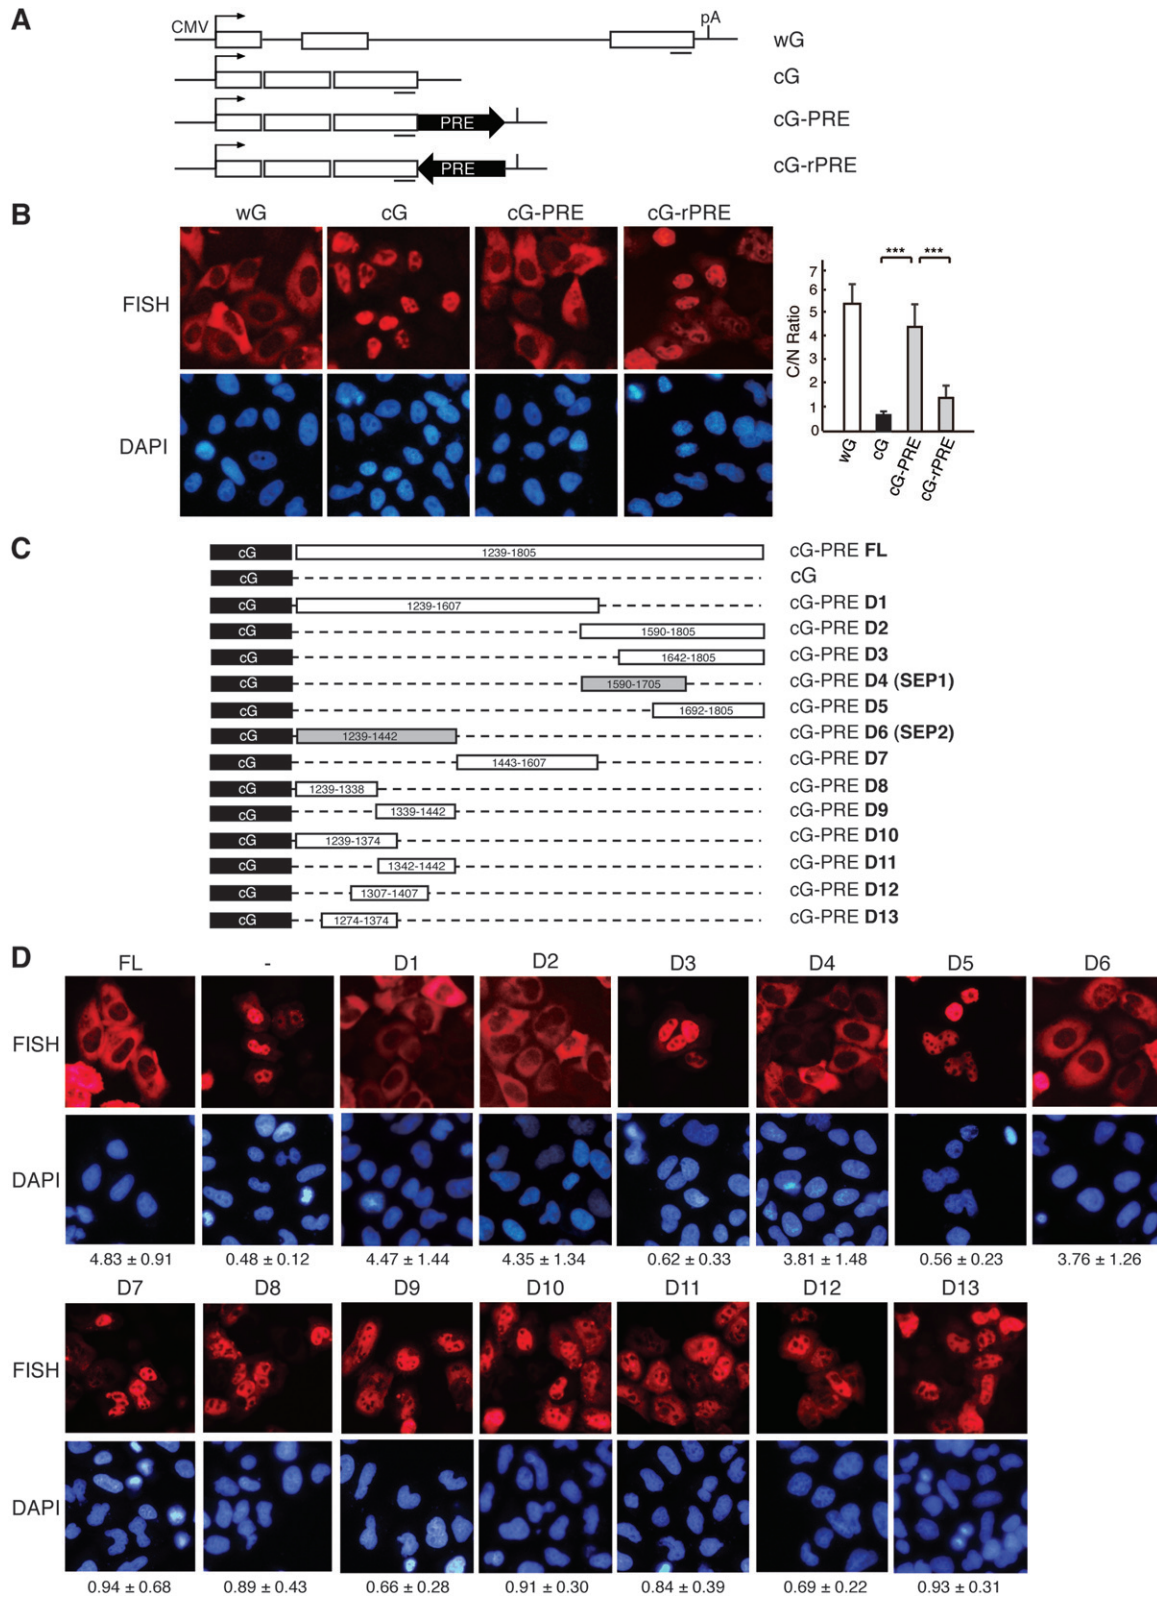 A
CMV
pA
wG
cG
PRE
cG-PRE
PRE
cG-rPRE
B
wG cG cG-PRE cG-rPRE
FISH
DAPI
*** ***
C/N Ratio
7
6
5
4
3
2
1
0
wG cG cG-PRE cG-rPRE
C
cG 1239-1805 cG-PRE FL
cG cG
cG 1239-1607 cG-PRE D1
cG 1590-1805 cG-PRE D2
cG 1642-1805 cG-PRE D3
cG 1590-1705 cG-PRE D4 (SEP1)
cG 1692-1805 cG-PRE D5
cG 1239-1442 cG-PRE D6 (SEP2)
cG 1443-1607 cG-PRE D7
cG 1239-1338 cG-PRE D8
cG 1339-1442 cG-PRE D9
cG 1239-1374 cG-PRE D10
cG 1342-1442 cG-PRE D11
cG 1307-1407 cG-PRE D12
cG 1274-1374 cG-PRE D13
D
FL - D1 D2 D3 D4 D5 D6
FISH
DAPI
4.83 ± 0.91 0.48 ± 0.12 4.47 ± 1.44 4.35 ± 1.34 0.62 ± 0.33 3.81 ± 1.48 0.56 ± 0.23 3.76 ± 1.26
D7 D8 D9 D10 D11 D12 D13
FISH
DAPI
0.94 ± 0.68 0.89 ± 0.43 0.66 ± 0.28 0.91 ± 0.30 0.84 ± 0.39 0.69 ± 0.22 0.93 ± 0.31